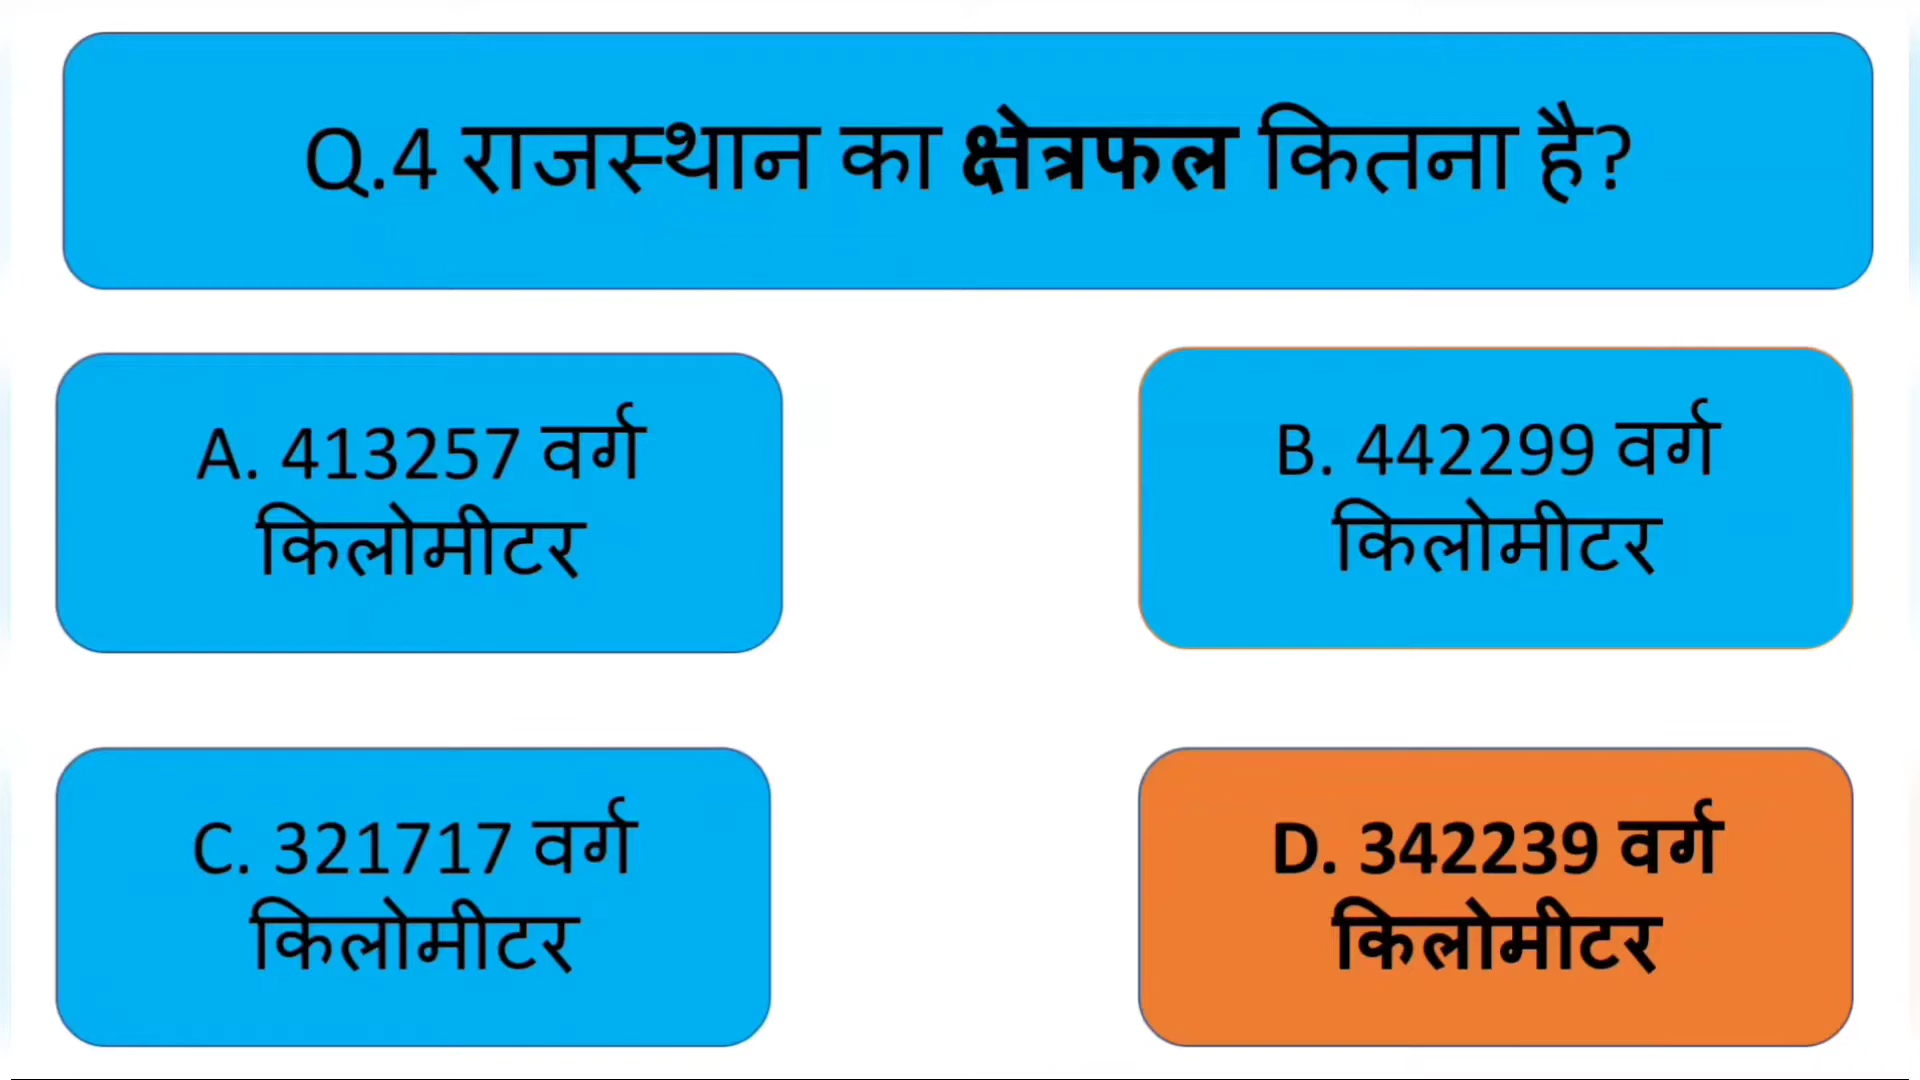 Q.4 राजस्थान का क्षेत्रफल कितना है?
A. 413257 वर्ग
किलोमीटर
B. 442299 वर्ग
किलोमीटर
C. 321717 वर्ग
किलोमीटर
D. 342239 वर्ग
किलोमीटर